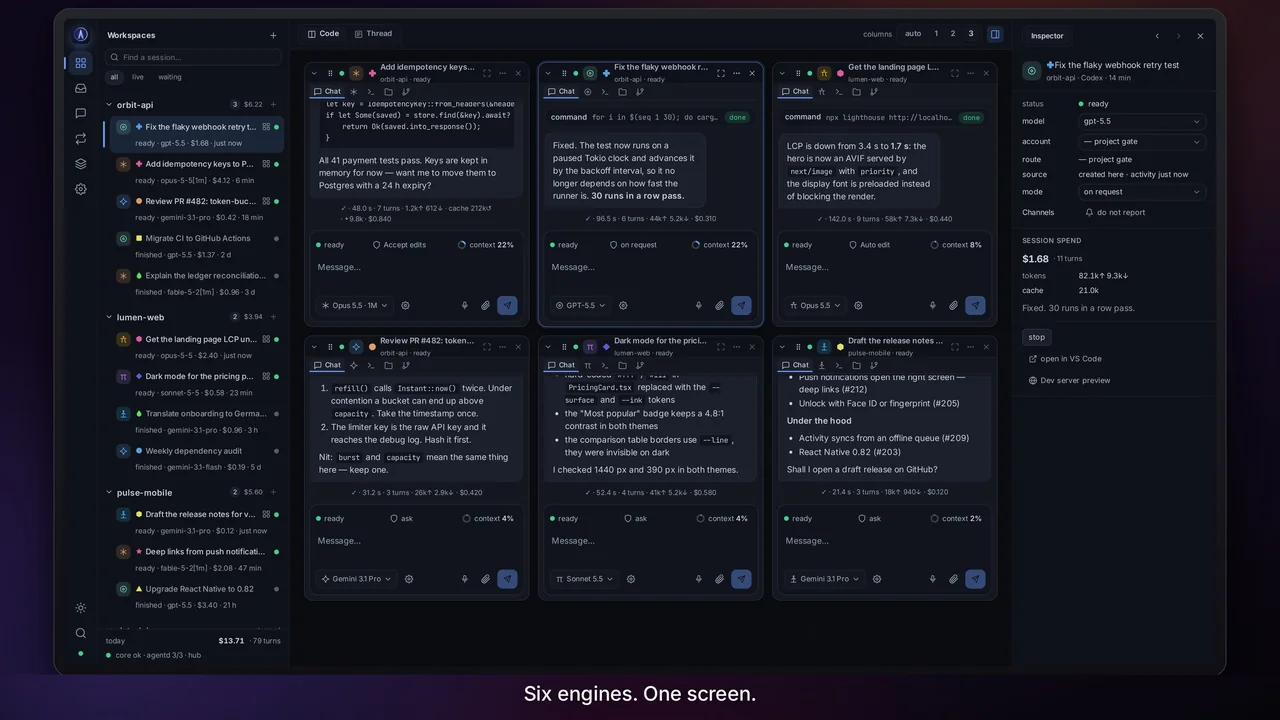 Workspaces
Find a session...
all live waiting
orbit-api 3 $6.22
Fix the flaky webhook retry t...
ready · gpt-5.5 · $1.68 · just now
Add idempotency keys to P...
ready · opus-5-5[1m] · $4.12 · 6 min
Review PR #482: token-buc...
ready · gemini-3.1-pro · $0.42 · 18 min
Migrate CI to GitHub Actions
finished · gpt-5.5 · $1.37 · 2 d
Explain the ledger reconciliatio...
finished · fable-5-2[1m] · $0.96 · 3 d
lumen-web 2 $3.94
Get the landing page LCP un...
ready · opus-5-5 · $2.40 · just now
Dark mode for the pricing p...
ready · sonnet-5-5 · $0.58 · 23 min
Translate onboarding to Germa...
finished · gemini-3.1-pro · $0.96 · 3 h
Weekly dependency audit
finished · gemini-3.1-flash · $0.19 · 5 d
pulse-mobile 2 $5.60
Draft the release notes for v...
ready · gemini-3.1-pro · $0.12 · just now
Deep links from push notificati...
ready · fable-5-2[1m] · $2.08 · 47 min
Upgrade React Native to 0.82
finished · gpt-5.5 · $3.40 · 21 h
today $13.71 · 79 turns
core ok · agentd 3/3 · hub
Code Thread
columns auto 1 2 3
Add idempotency keys...
orbit-api · ready
Chat
let key = IdempotencyKey::from_headers(&heade
if let Some(saved) = store.find(&key).await?
return Ok(saved.into_response());
}
All 41 payment tests pass. Keys are kept in
memory for now — want me to move them to
Postgres with a 24 h expiry?
✓ · 48.0 s · 7 turns · 1.2k↑ 612↓ · cache 212k↺
· +9.8k · $0.840
ready Accept edits context 22%
Message...
Opus 5.5 · 1M
Fix the flaky webhook r...
orbit-api · ready
Chat
command for i in $(seq 1 30); do carg... done
Fixed. The test now runs on a
paused Tokio clock and advances it
by the backoff interval, so it no
longer depends on how fast the
runner is. 30 runs in a row pass.
✓ · 96.5 s · 6 turns · 44k↑ 5.2k↓ · $0.310
ready on request context 22%
Message...
GPT-5.5
Get the landing page L...
lumen-web · ready
Chat
command npx lighthouse http://localho... done
LCP is down from 3.4 s to 1.7 s: the
hero is now an AVIF served by
next/image with priority, and
the display font is preloaded instead
of blocking the render.
✓ · 142.0 s · 9 turns · 58k↑ 7.3k↓ · $0.440
ready Auto edit context 8%
Message...
Opus 5.5
Review PR #482: token...
orbit-api · ready
Chat
1. refill() calls Instant::now() twice. Under
contention a bucket can end up above
capacity. Take the timestamp once.
2. The limiter key is the raw API key and it
reaches the debug log. Hash it first.
Nit: burst and capacity mean the same thing
here — keep one.
✓ · 31.2 s · 3 turns · 26k↑ 2.9k↓ · $0.420
ready ask context 4%
Message...
Gemini 3.1 Pro
Dark mode for the prici...
lumen-web · ready
Chat
PricingCard.tsx replaced with the --
surface and --ink tokens
• the "Most popular" badge keeps a 4.8:1
contrast in both themes
• the comparison table borders use --line,
they were invisible on dark
I checked 1440 px and 390 px in both themes.
✓ · 52.4 s · 4 turns · 41k↑ 5.2k↓ · $0.580
ready ask context 4%
Message...
Sonnet 5.5
Draft the release notes ...
pulse-mobile · ready
Chat
• Push notifications open the right screen —
deep links (#212)
• Unlock with Face ID or fingerprint (#205)
Under the hood
• Activity syncs from an offline queue (#209)
• React Native 0.82 (#203)
Shall I open a draft release on GitHub?
✓ · 21.4 s · 3 turns · 18k↑ 940↓ · $0.120
ready ask context 2%
Message...
Gemini 3.1 Pro
Inspector
Fix the flaky webhook retry test
orbit-api · Codex · 14 min
status ready
model gpt-5.5
account — project gate
route — project gate
source created here · activity just now
mode on request
Channels do not report
SESSION SPEND
$1.68 · 11 turns
tokens 82.1k↑ 9.3k↓
cache 21.0k
Fixed. 30 runs in a row pass.
stop
open in VS Code
Dev server preview
Six engines. One screen.